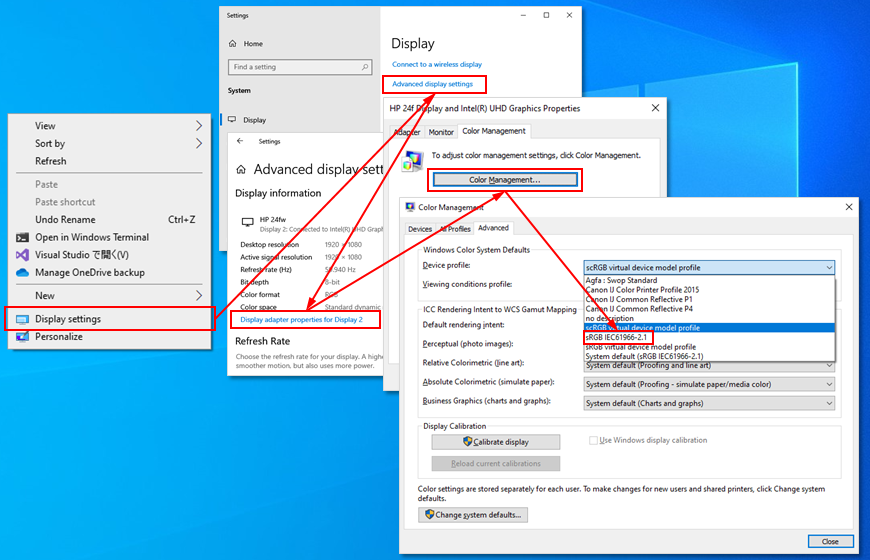 View
Sort by
Refresh
Paste
Paste shortcut
Undo Rename Ctrl+Z
Open in Windows Terminal
Visual Studio で開く(V)
Manage OneDrive backup
New
Display settings
Personalize
Settings
Home
Find a setting
System
Display
Display
Connect to a wireless display
Advanced display settings
Settings
Advanced display sett
Display information
HP 24fw
Display 2: Connected to Intel(R) UHD Grap
Desktop resolution 1920 × 1080
Active signal resolution 1920 × 1080
Refresh rate (Hz) 59.940 Hz
Bit depth 8-bit
Color format RGB
Color space Standard dynamic
Display adapter properties for Display 2
Refresh Rate
Choose the refresh rate for your display. A highe
smoother motion, but also uses more power.
HP 24f Display and Intel(R) UHD Graphics Properties
Adapter Monitor Color Management
To adjust color management settings, click Color Management.
Color Management...
Color Management
Devices All Profiles Advanced
Windows Color System Defaults
Device profile: scRGB virtual device model profile
Viewing conditions profile:
Agfa : Swop Standard
Canon IJ Color Printer Profile 2015
Canon IJ Common Reflective P1
Canon IJ Common Reflective P4
no description
scRGB virtual device model profile
sRGB IEC61966-2.1
sRGB virtual device model profile
System default (sRGB IEC61966-2.1)
ICC Rendering Intent to WCS Gamut Mapping
Default rendering intent:
Perceptual (photo images):
Relative Colorimetric (line art): System default (Proofing and line art)
Absolute Colorimetric (simulate paper): System default (Proofing - simulate paper/media color)
Business Graphics (charts and graphs): System default (Charts and graphs)
Display Calibration
Calibrate display
Use Windows display calibration
Reload current calibrations
Color settings are stored separately for each user. To make changes for new users and shared printers, click Change system
defaults.
Change system defaults...
Close